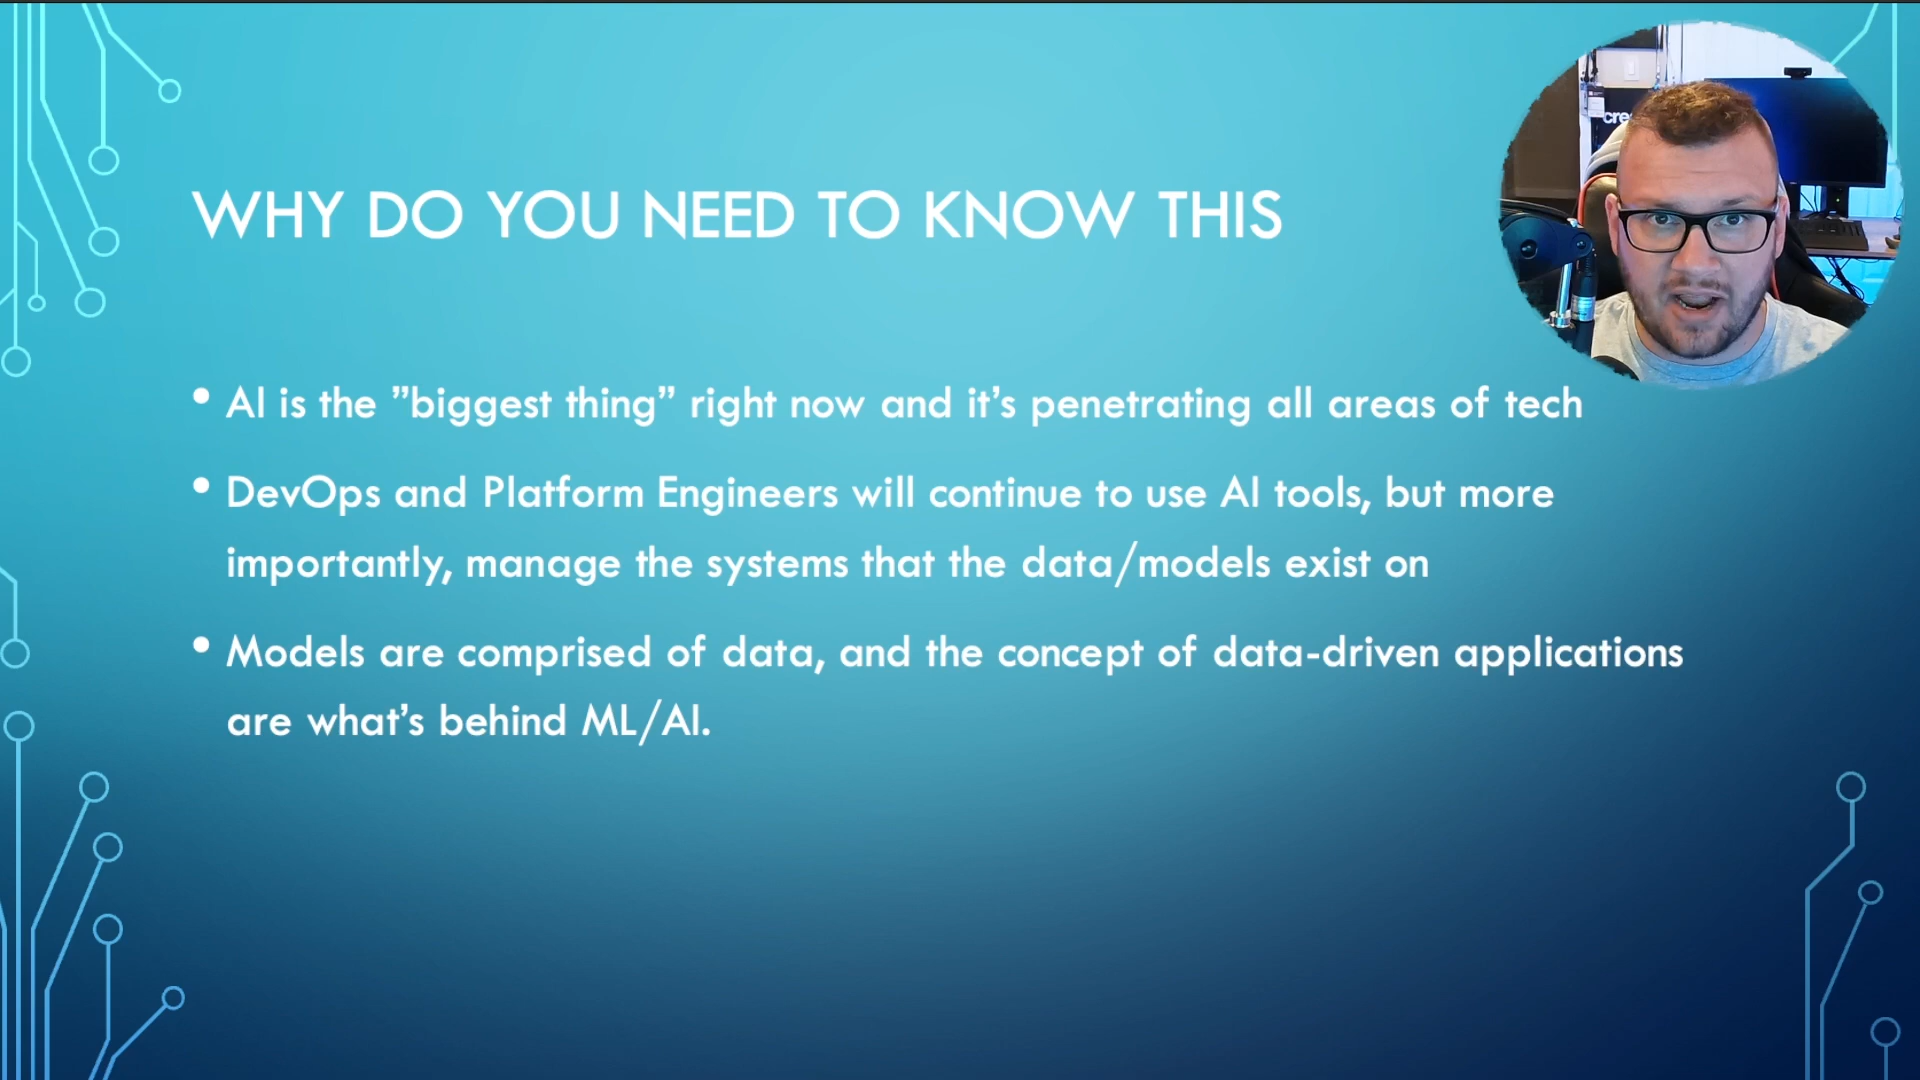 WHY DO YOU NEED TO KNOW THIS
cre
• AI is the ”biggest thing” right now and it’s penetrating all areas of tech
• DevOps and Platform Engineers will continue to use AI tools, but more
importantly, manage the systems that the data/models exist on
• Models are comprised of data, and the concept of data-driven applications
are what’s behind ML/AI.